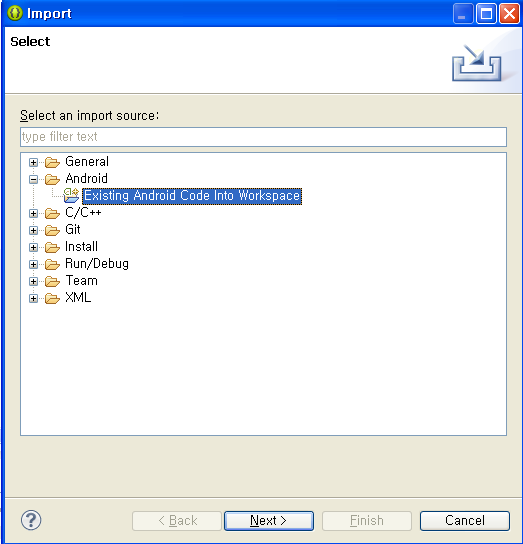 Import
Select
Select an import source:
type filter text
General
Android
Existing Android Code Into Workspace
C/C++
Git
Install
Run/Debug
Team
XML
? < Back Next > Finish Cancel